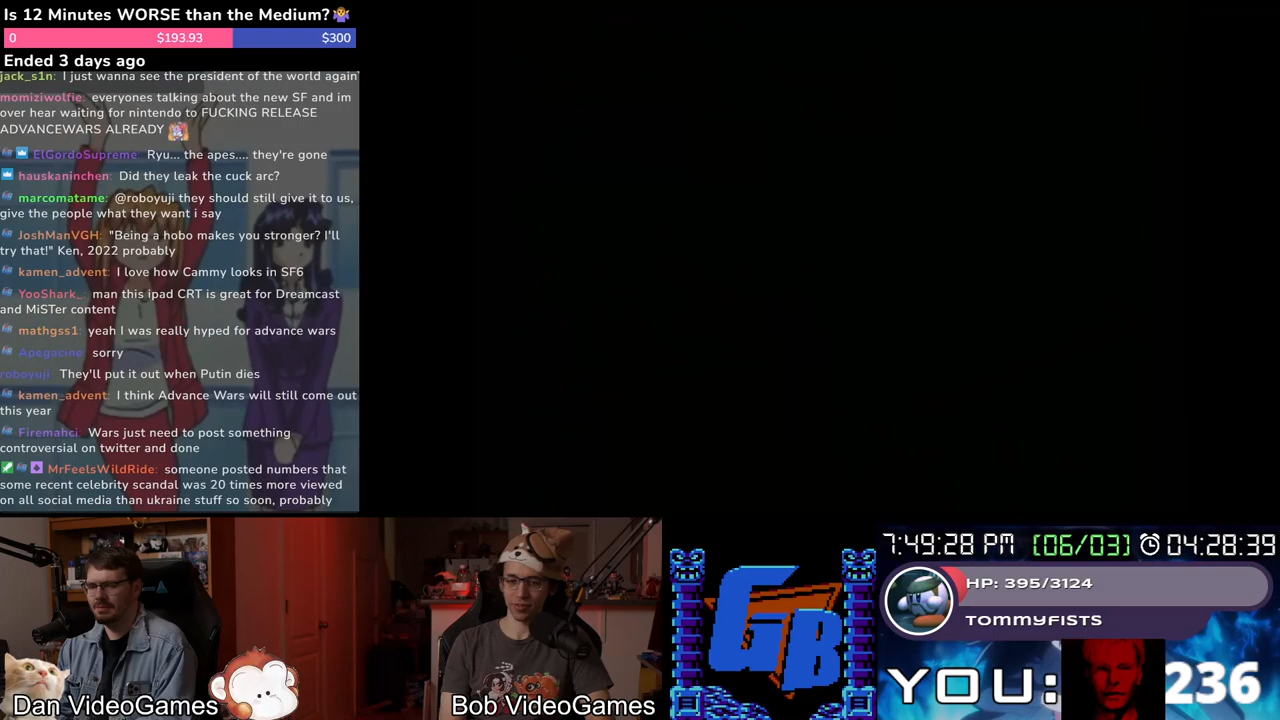 Is 12 Minutes WORSE than the Medium?🤷
0 $193.93 $300
Ended 3 days ago
jack_s1n: I just wanna see the president of the world again
momiziwolfie: everyones talking about the new SF and im
over hear waiting for nintendo to FUCKING RELEASE
ADVANCEWARS ALREADY
ElGordoSupreme: Ryu... the apes.... they're gone
hauskaninchen: Did they leak the cuck arc?
marcomatame: @roboyuji they should still give it to us,
give the people what they want i say
JoshManVGH: "Being a hobo makes you stronger? I'll
try that!" Ken, 2022 probably
kamen_advent: I love how Cammy looks in SF6
YooShark_: man this ipad CRT is great for Dreamcast
and MiSTer content
mathgss1: yeah I was really hyped for advance wars
Apegacine: sorry
roboyuji: They'll put it out when Putin dies
kamen_advent: I think Advance Wars will still come out
this year
Firemahci: Wars just need to post something
controversial on twitter and done
MrFeelsWildRide: someone posted numbers that
some recent celebrity scandal was 20 times more viewed
on all social media than ukraine stuff so soon, probably
Dan VideoGames
Bob VideoGames
GB
7:49:28 PM [06/03] 04:28:39
HP: 395/3124
TOMMYFISTS
YOU: 236